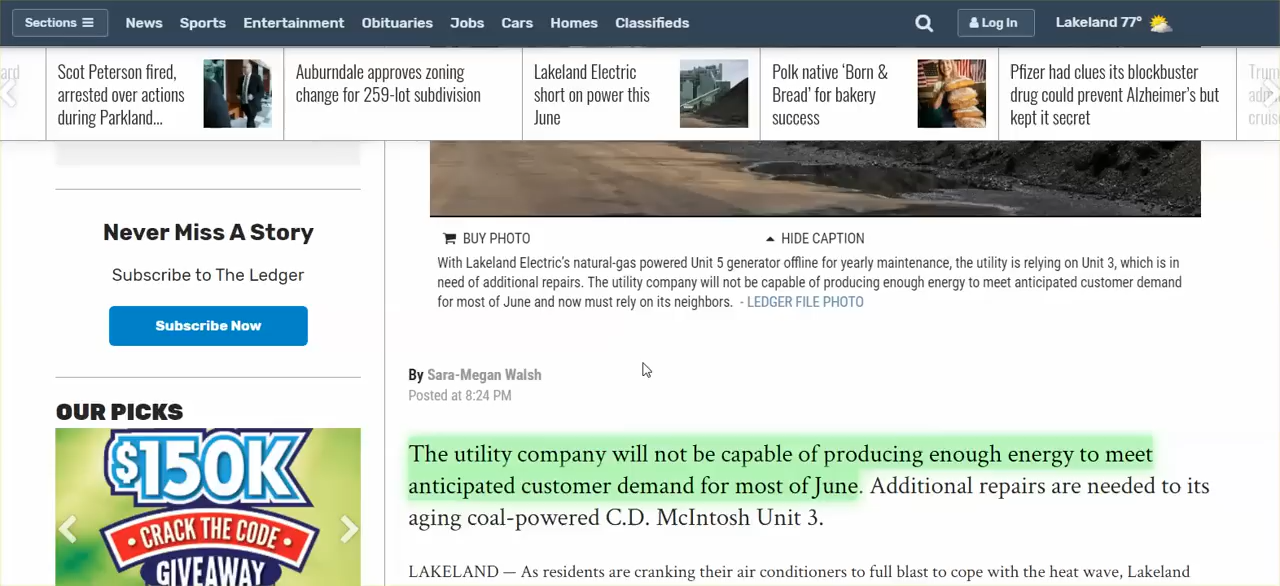 Sections
News
Sports
Entertainment
Obituaries
Jobs
Cars
Homes
Classifieds
Log In
Lakeland 77°
ard
Scot Peterson fired,
arrested over actions
during Parkland...
Auburndale approves zoning
change for 259-lot subdivision
Lakeland Electric
short on power this
June
Polk native ‘Born &
Bread’ for bakery
success
Pfizer had clues its blockbuster
drug could prevent Alzheimer’s but
kept it secret
Never Miss A Story
Subscribe to The Ledger
Subscribe Now
OUR PICKS
$150K
CRACK THE CODE
GIVEAWAY
BUY PHOTO
HIDE CAPTION
With Lakeland Electric’s natural-gas powered Unit 5 generator offline for yearly maintenance, the utility is relying on Unit 3, which is in
need of additional repairs. The utility company will not be capable of producing enough energy to meet anticipated customer demand
for most of June and now must rely on its neighbors. - LEDGER FILE PHOTO
By Sara-Megan Walsh
Posted at 8:24 PM
The utility company will not be capable of producing enough energy to meet
anticipated customer demand for most of June. Additional repairs are needed to its
aging coal-powered C.D. McIntosh Unit 3.
LAKELAND — As residents are cranking their air conditioners to full blast to cope with the heat wave, Lakeland